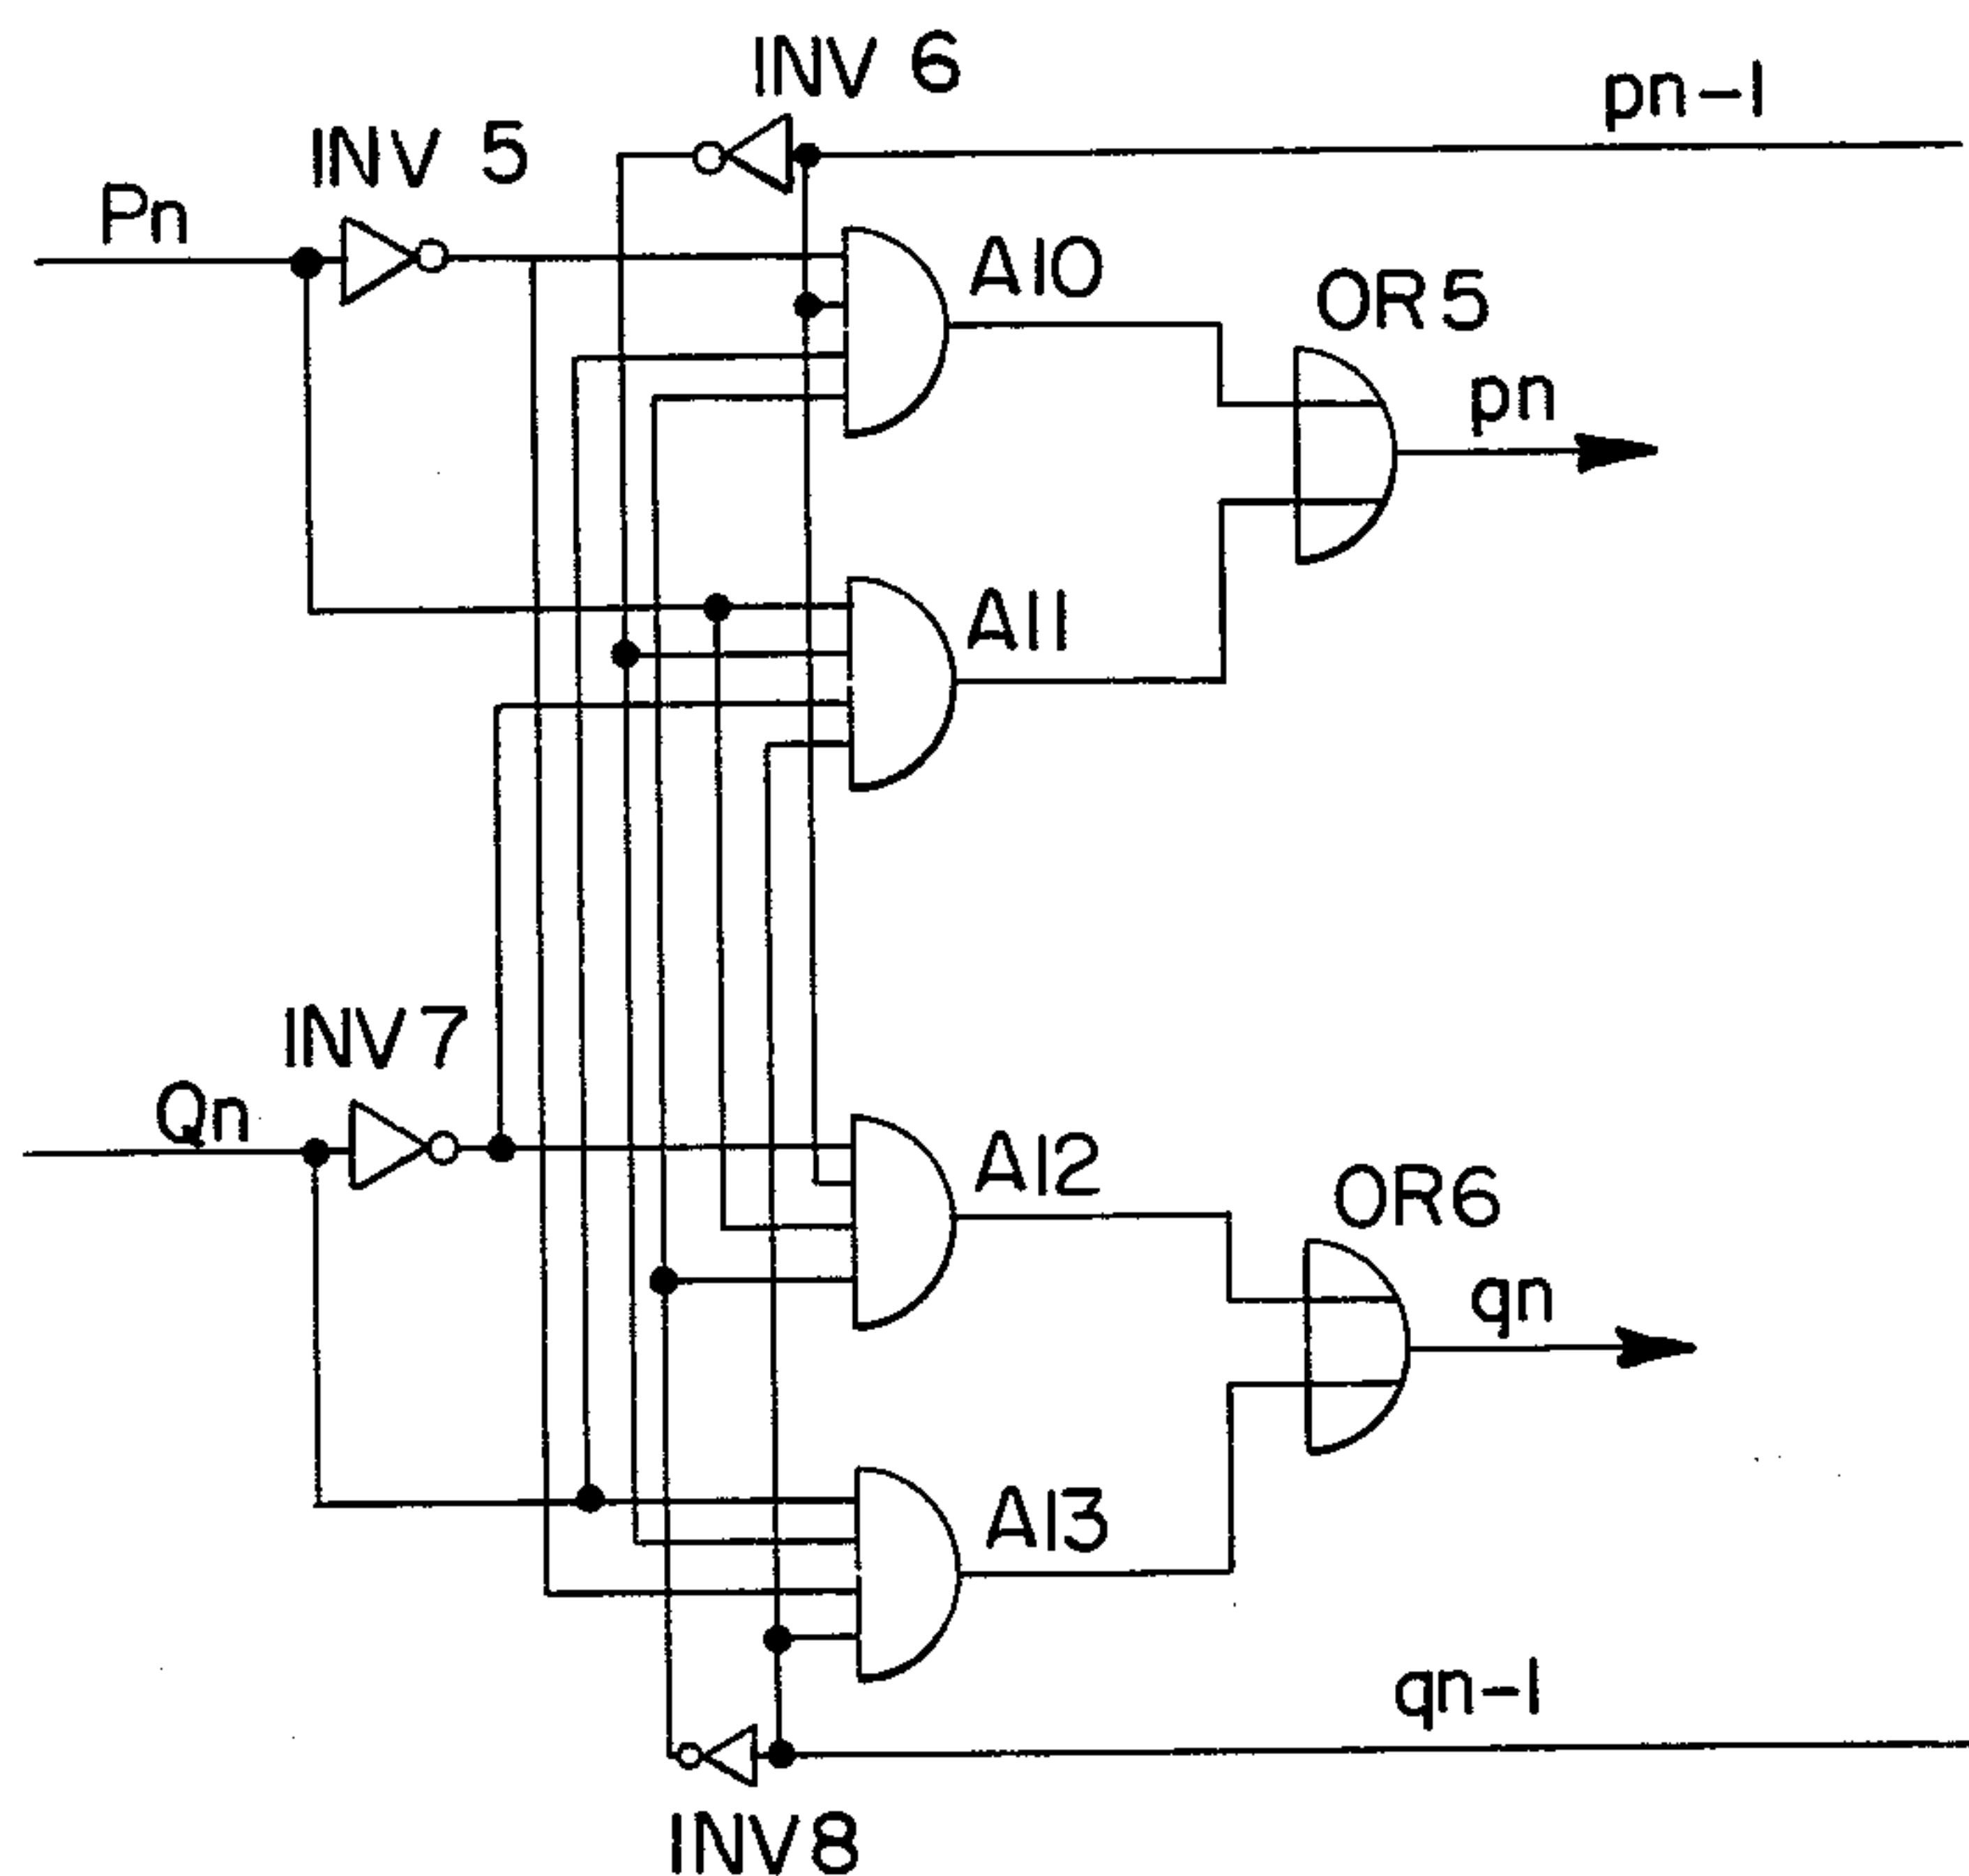 INV 6
pn-1
INV 5
Pn
A10
OR5
pn
A11
INV7
Qn
A12
OR6
qn
A13
qn-1
INV8